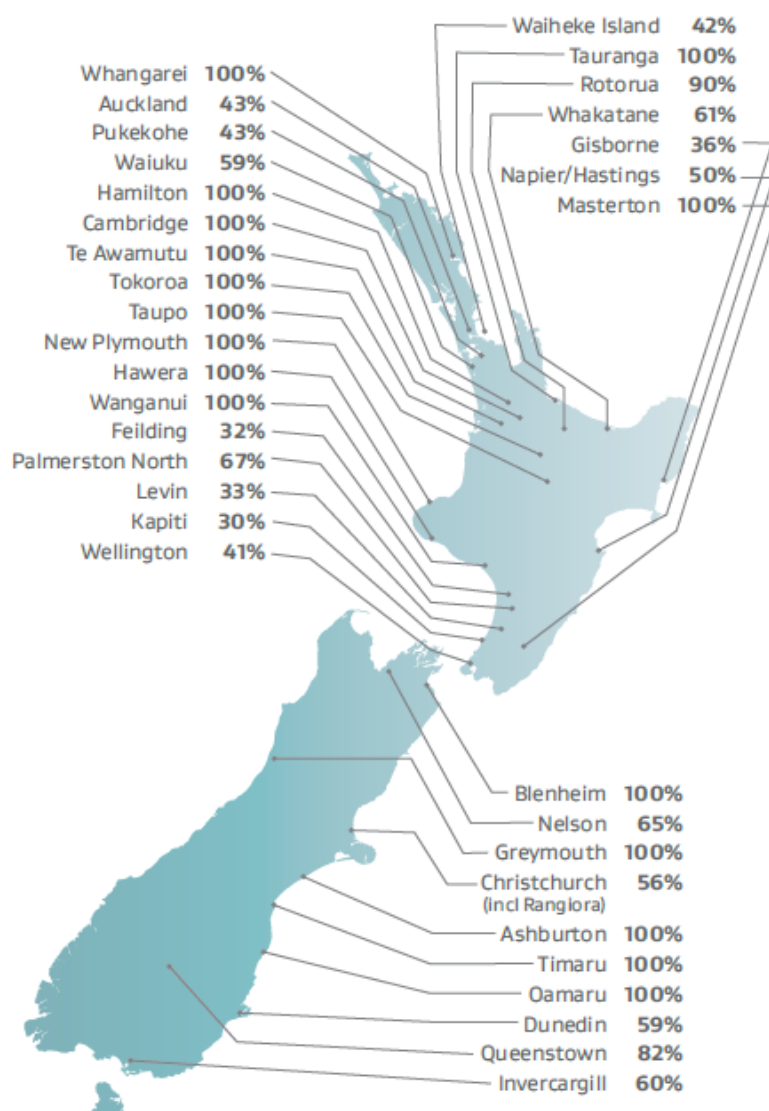 Waiheke Island 42%
Tauranga 100%
Rotorua 90%
Whakatane 61%
Gisborne 36%
Napier/Hastings 50%
Masterton 100%
Whangarei 100%
Auckland 43%
Pukekohe 43%
Waiuku 59%
Hamilton 100%
Cambridge 100%
Te Awamutu 100%
Tokoroa 100%
Taupo 100%
New Plymouth 100%
Hawera 100%
Wanganui 100%
Feilding 32%
Palmerston North 67%
Levin 33%
Kapiti 30%
Wellington 41%
Blenheim 100%
Nelson 65%
Greymouth 100%
Christchurch 56%
(incl Rangiora)
Ashburton 100%
Timaru 100%
Oamaru 100%
Dunedin 59%
Queenstown 82%
Invercargill 60%